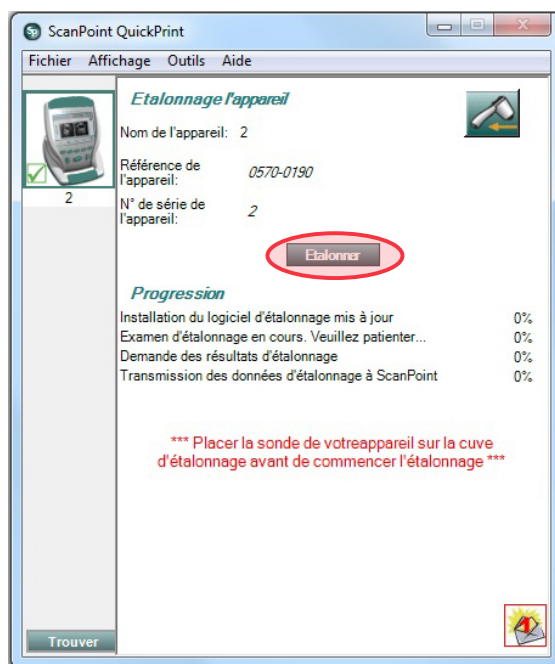 ScanPoint QuickPrint
Fichier Affichage Outils Aide
Etalonnage l'appareil
Nom de l'appareil: 2
Référence de
l'appareil: 0570-0190
N° de série de
l'appareil: 2
2
Etalonner
Progression
Installation du logiciel d'étalonnage mis à jour 0%
Examen d'étalonnage en cours. Veuillez patienter... 0%
Demande des résultats d'étalonnage 0%
Transmission des données d'étalonnage à ScanPoint 0%
*** Placer la sonde de votreappareil sur la cuve
d'étalonnage avant de commencer l'étalonnage ***
Trouver